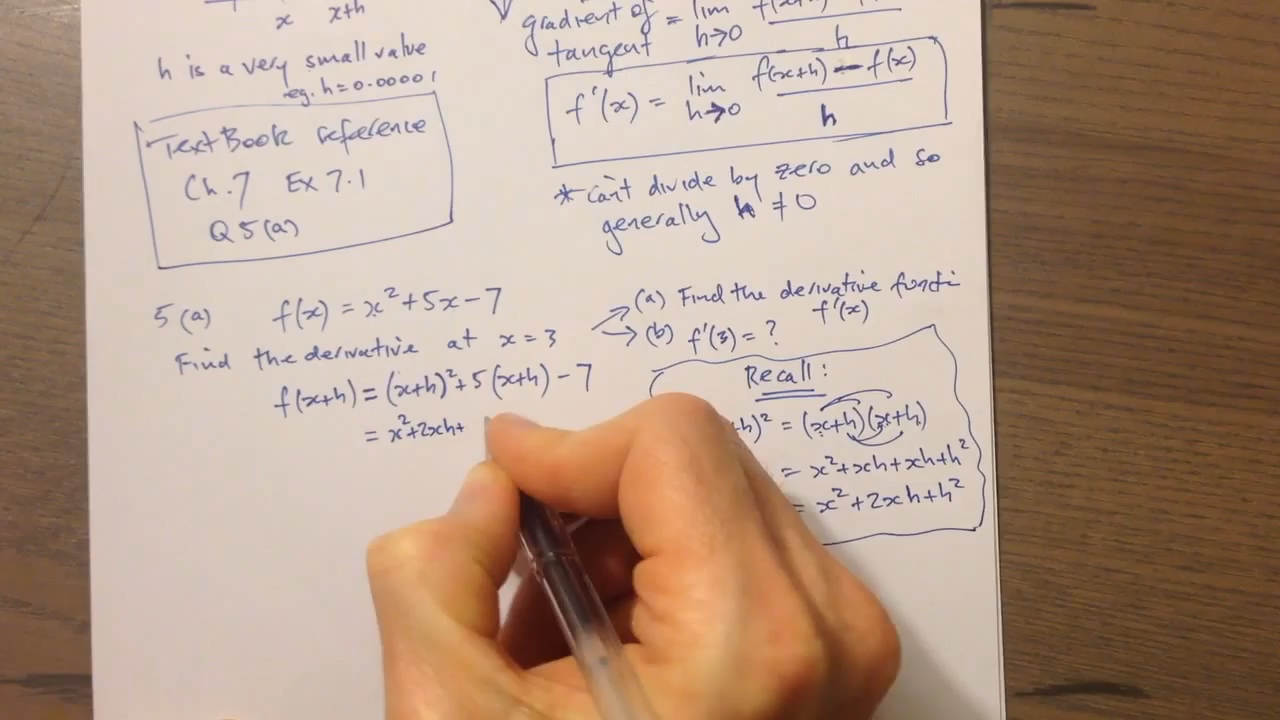 x x+h
h is a very small value
eg. h = 0.00001
TextBook reference
Ch. 7 Ex 7.1
Q 5(a)
gradient of tangent = lim h→0 f(x+h) h
f'(x) = lim h→0 f(x+h) - f(x) h
* can't divide by zero and so
generally h ≠ 0
5 (a) f(x) = x² + 5x - 7
Find the derivative at x = 3
(a) Find the derivative functi
f'(x)
(b) f'(3) = ?
f(x+h) = (x+h)² + 5(x+h) - 7
= x² + 2xh +
Recall:
h)² = (x+h)(x+h)
= x² + xh + xh + h²
= x² + 2xh + h²